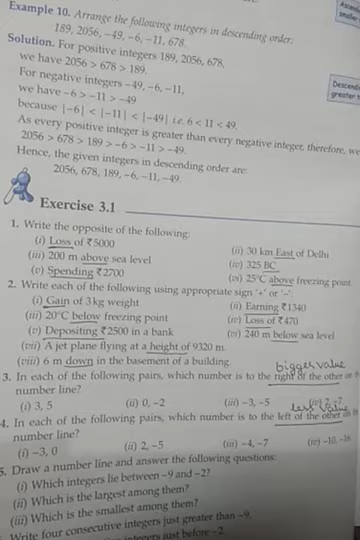 Example 10. Arrange the following integers in descending order:
189, 2056, −49, −6, −11, 678.
Solution. For positive integers 189, 2056, 678,
we have 2056 > 678 > 189.
For negative integers −49, −6, −11,
we have −6 > −11 > −49
because |−6| < |−11| < |−49| i.e. 6 < 11 < 49.
As every positive integer is greater than every negative integer, therefore, we
2056 > 678 > 189 > −6 > −11 > −49.
Hence, the given integers in descending order are:
2056, 678, 189, −6, −11, −49.
Descendi
greater t
Exercise 3.1
1. Write the opposite of the following:
(i) Loss of ₹5000 (ii) 30 km East of Delhi
(iii) 200 m above sea level (iv) 325 BC
(v) Spending ₹2700 (vi) 25°C above freezing point
2. Write each of the following using appropriate sign '+' or '−'.
(i) Gain of 3 kg weight (ii) Earning ₹1340
(iii) 20°C below freezing point (iv) Loss of ₹470
(v) Depositing ₹2500 in a bank (vi) 240 m below sea level
(vii) A jet plane flying at a height of 9320 m.
(viii) 6 m down in the basement of a building.
bigger value
3. In each of the following pairs, which number is to the right of the other on
number line?
(i) 3, 5 (ii) 0, −2 (iii) −3, −5 (iv) 2, −7
less value
4. In each of the following pairs, which number is to the left of the other on
number line?
(i) −3, 0 (ii) 2, −5 (iii) −4, −7 (iv) −10, −16
5. Draw a number line and answer the following questions:
(i) Which integers lie between −9 and −2?
(ii) Which is the largest among them?
(iii) Which is the smallest among them?
Write four consecutive integers just greater than −9.
integers just before −2